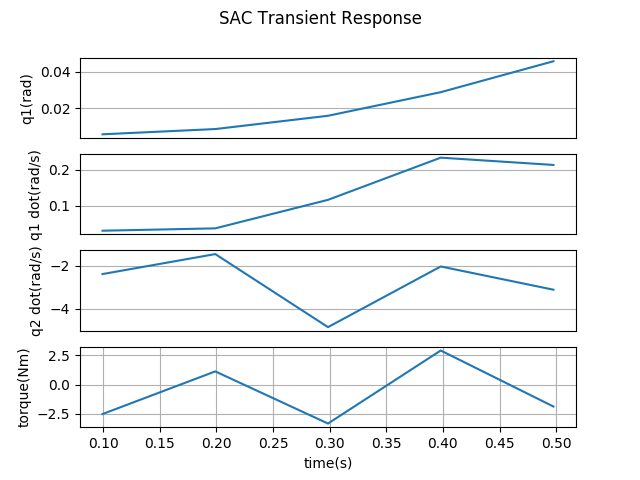 SAC Transient Response
q1(rad)
0.04
0.02
q1 dot(rad/s)
0.2
0.1
q2 dot(rad/s)
−2
−4
torque(Nm)
2.5
0.0
−2.5
0.10 0.15 0.20 0.25 0.30 0.35 0.40 0.45 0.50
time(s)